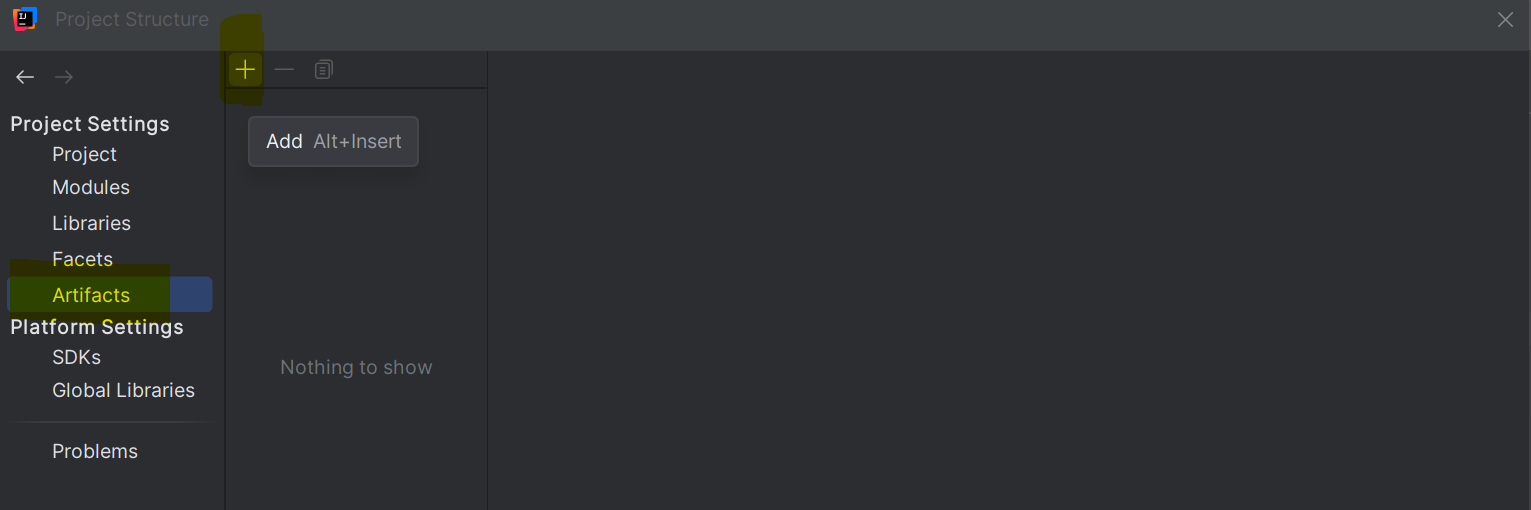 IJ
Project Structure
Project Settings
Project
Modules
Libraries
Facets
Artifacts
Platform Settings
SDKs
Global Libraries
Problems
Add Alt+Insert
Nothing to show